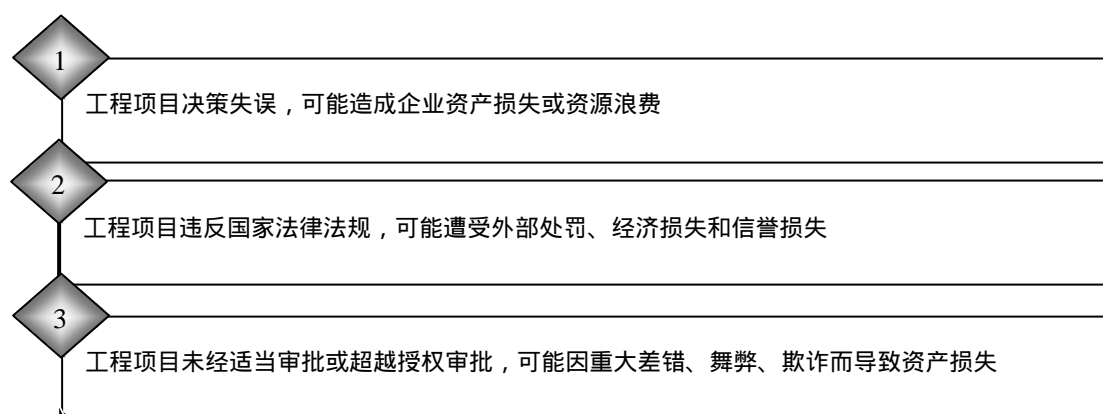 1
工程项目决策失误，可能造成企业资产损失或资源浪费
2
工程项目违反国家法律法规，可能遭受外部处罚、经济损失和信誉损失
3
工程项目未经适当审批或超越授权审批，可能因重大差错、舞弊、欺诈而导致资产损失